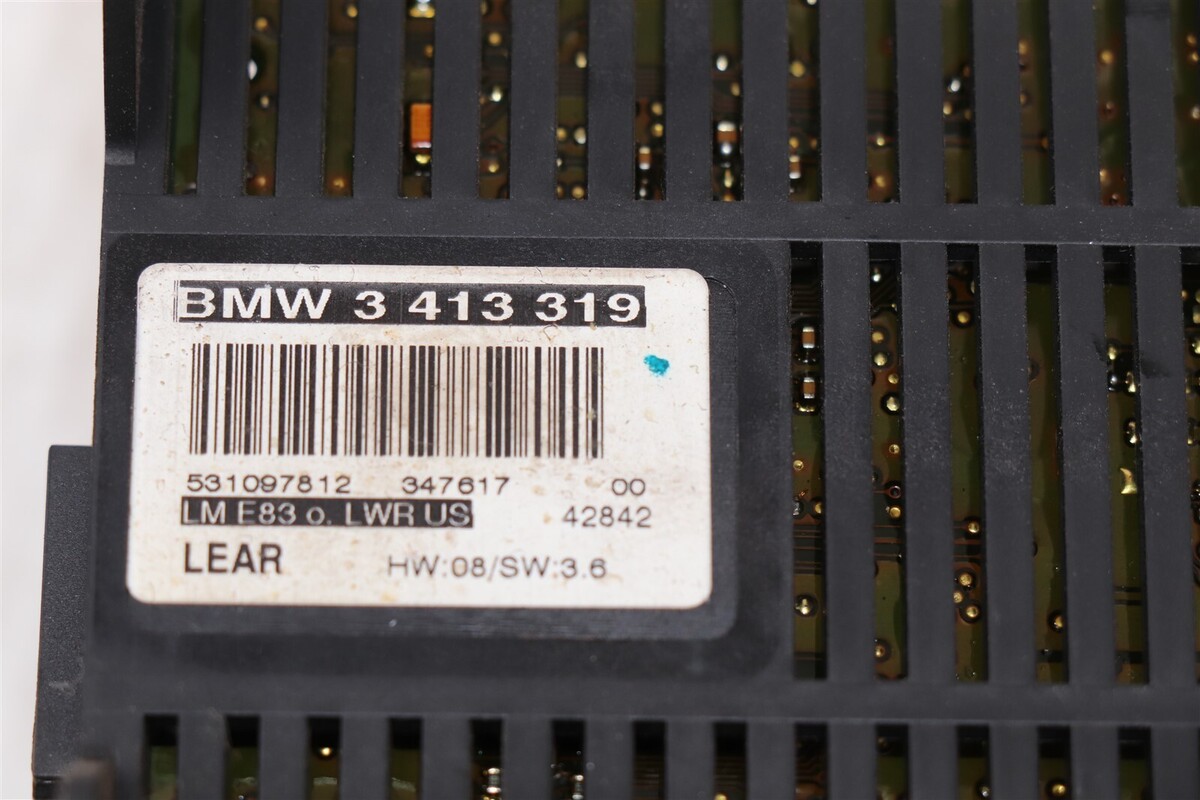 BMW 3 413 319
531097812 347617 00
LM E83 o. LWR US 42842
LEAR HW:08/SW:3.6